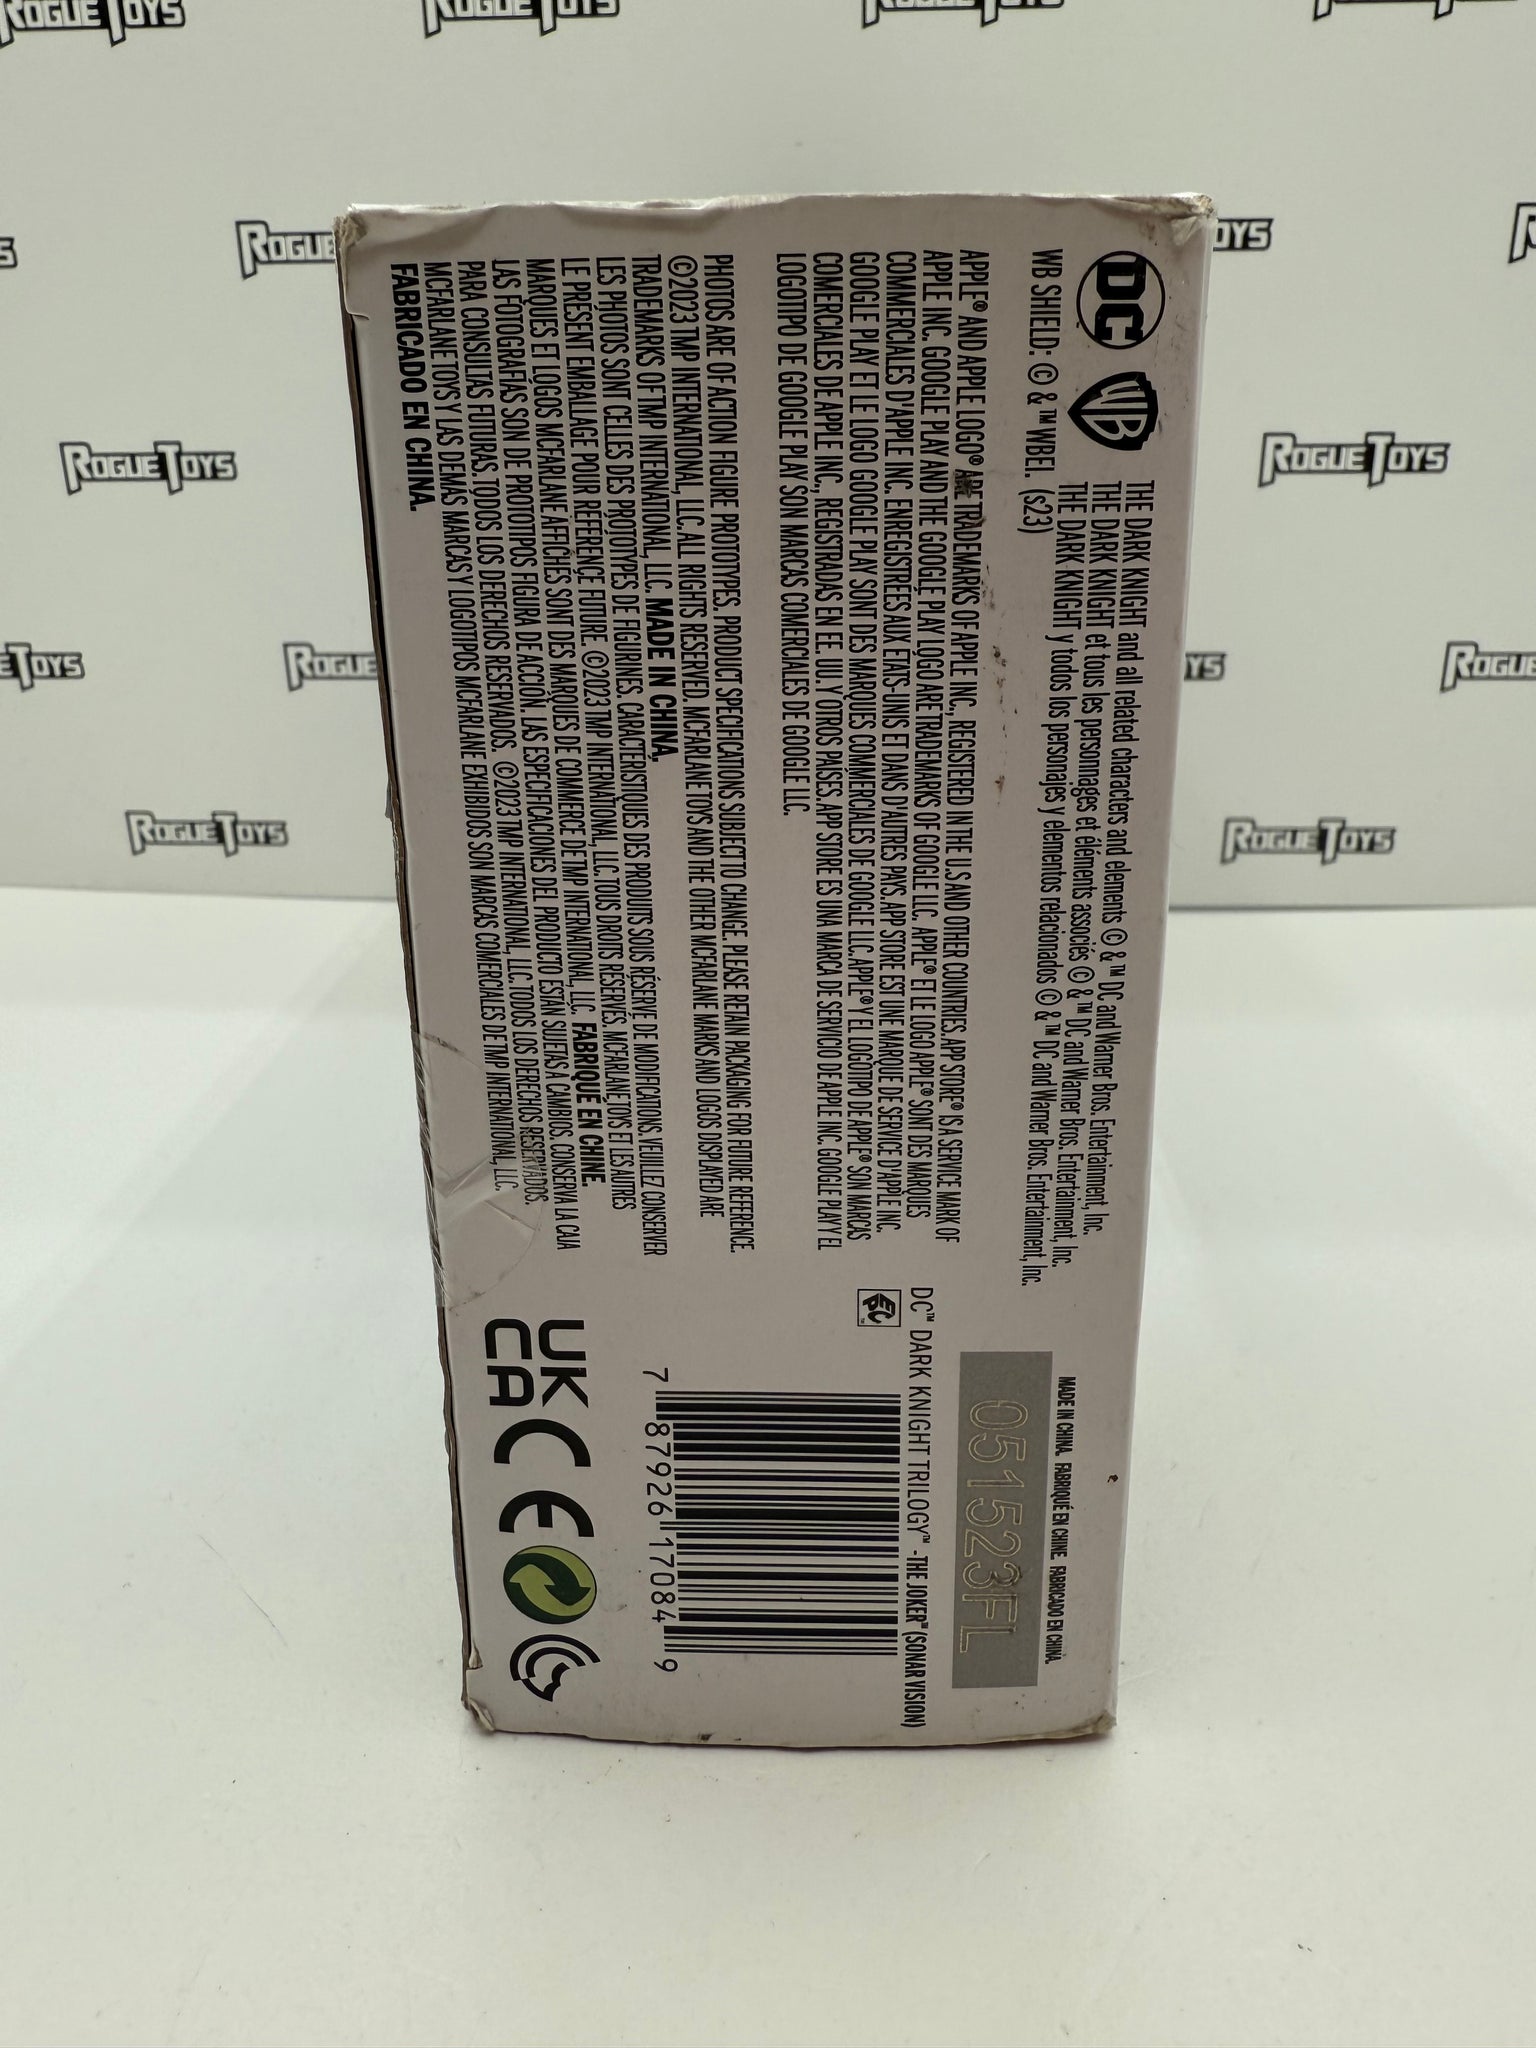 ROGUE TOYS
DC
WB
THE DARK KNIGHT and all related characters and elements © & ™ DC and Warner Bros. Entertainment, Inc.
THE DARK KNIGHT et tous les personnages et éléments associés © & ™ DC and Warner Bros. Entertainment, Inc.
THE DARK KNIGHT y todos los personajes y elementos relacionados © & ™ DC and Warner Bros. Entertainment, Inc.
WB SHIELD: © & ™ WBEI. (s23)
APPLE® AND APPLE LOGO® ARE TRADEMARKS OF APPLE INC., REGISTERED IN THE U.S AND OTHER COUNTRIES. APP STORE® IS A SERVICE MARK OF
APPLE INC. GOOGLE PLAY AND THE GOOGLE PLAY LOGO ARE TRADEMARKS OF GOOGLE LLC. APPLE® ET LE LOGO APPLE® SONT DES MARQUES
COMMERCIALES D'APPLE INC. ENREGISTRÉES AUX ÉTATS-UNIS ET DANS D'AUTRES PAYS. APP STORE EST UNE MARQUE DE SERVICE D'APPLE INC.
GOOGLE PLAY ET LE LOGO GOOGLE PLAY SONT DES MARQUES COMMERCIALES DE GOOGLE LLC. APPLE® Y EL LOGOTIPO DE APPLE® SON MARCAS
COMERCIALES DE APPLE INC., REGISTRADAS EN EE. UU. Y OTROS PAÍSES. APP STORE ES UNA MARCA DE SERVICIO DE APPLE INC. GOOGLE PLAY Y EL
LOGOTIPO DE GOOGLE PLAY SON MARCAS COMERCIALES DE GOOGLE LLC.
PHOTOS ARE OF ACTION FIGURE PROTOTYPES. PRODUCT SPECIFICATIONS SUBJECT TO CHANGE. PLEASE RETAIN PACKAGING FOR FUTURE REFERENCE.
©2023 TMP INTERNATIONAL, LLC. ALL RIGHTS RESERVED. MCFARLANE TOYS AND THE OTHER MCFARLANE MARKS AND LOGOS DISPLAYED ARE
TRADEMARKS OF TMP INTERNATIONAL, LLC. MADE IN CHINA.
LES PHOTOS SONT CELLES DES PROTOTYPES DE FIGURINES. CARACTERISTIQUES DES PRODUITS SOUS RÉSERVE DE MODIFICATIONS. VEUILLEZ CONSERVER
LE PRÉSENT EMBALLAGE POUR RÉFÉRENCE FUTURE. ©2023 TMP INTERNATIONAL, LLC. TOUS DROITS RÉSERVÉS. MCFARLANE TOYS ET LES AUTRES
MARQUES ET LOGOS MCFARLANE AFFICHÉS SONT DES MARQUES DE COMMERCE DE TMP INTERNATIONAL, LLC. FABRIQUÉ EN CHINE.
LAS FOTOGRAFÍAS SON DE PROTOTIPOS FIGURA DE ACCIÓN. LAS ESPECIFICACIONES DEL PRODUCTO ESTÁN SUJETAS A CAMBIOS. CONSERVA LA CAJA
PARA CONSULTAS FUTURAS. TODOS LOS DERECHOS RESERVADOS. ©2023 TMP INTERNATIONAL, LLC. TODOS LOS DERECHOS RESERVADOS.
MCFARLANE TOYS Y LAS DEMÁS MARCAS Y LOGOTIPOS MCFARLANE EXHIBIDOS SON MARCAS COMERCIALES DE TMP INTERNATIONAL, LLC.
FABRICADO EN CHINA.
MADE IN CHINA. FABRIQUÉ EN CHINE. FABRICADO EN CHINA.
051523FL
DC™ DARK KNIGHT TRILOGY™ - THE JOKER™ (SONAR VISION)
7 87926 17084 9
UK
CA
CE